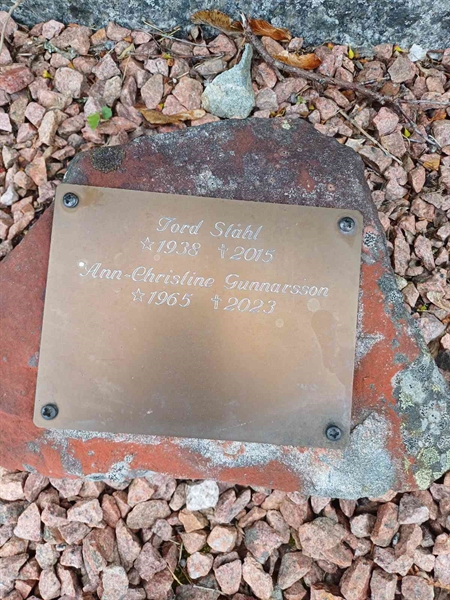 Tord Ståhl
☆1938 †2015
Ann-Christine Gunnarsson
☆1965 †2023